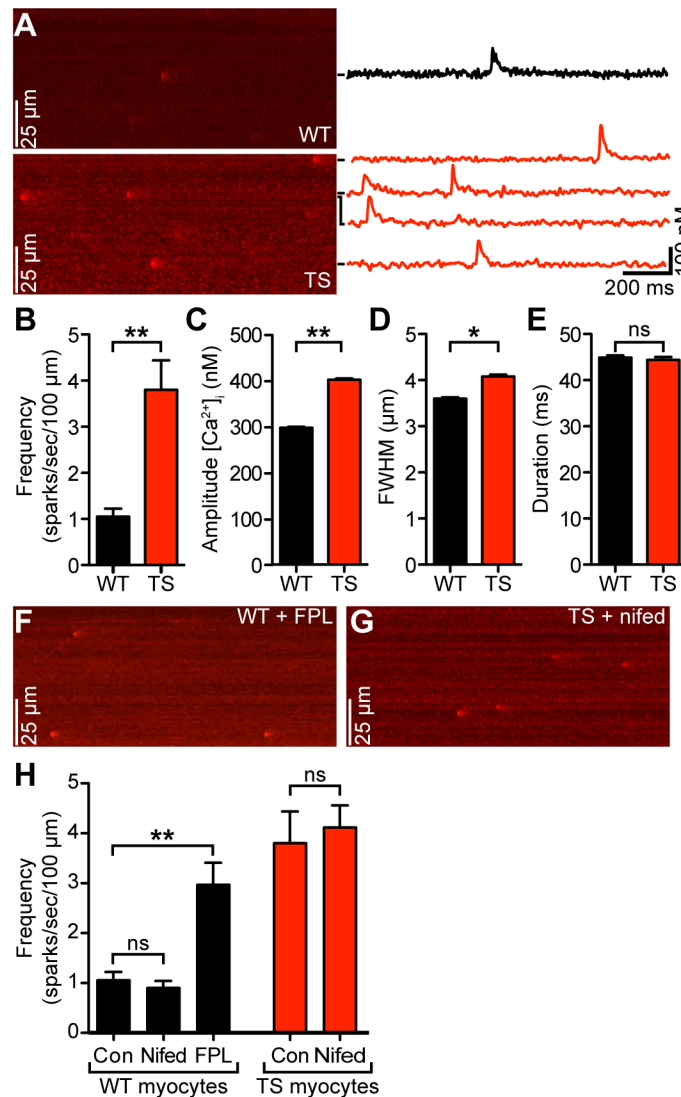 A
25 µm
WT
25 µm
TS
100 nM
200 ms
B
Frequency
(sparks/sec/100 µm)
5
4
3
2
1
0
**
WT
TS
C
Amplitude [Ca²⁺]i (nM)
500
400
300
200
100
0
**
WT
TS
D
FWHM (µm)
5
4
3
2
1
0
*
WT
TS
E
Duration (ms)
50
40
30
20
10
0
ns
WT
TS
F
WT + FPL
25 µm
G
TS + nifed
25 µm
H
Frequency
(sparks/sec/100 µm)
5
4
3
2
1
0
ns
**
ns
Con Nifed FPL
WT myocytes
Con Nifed
TS myocytes